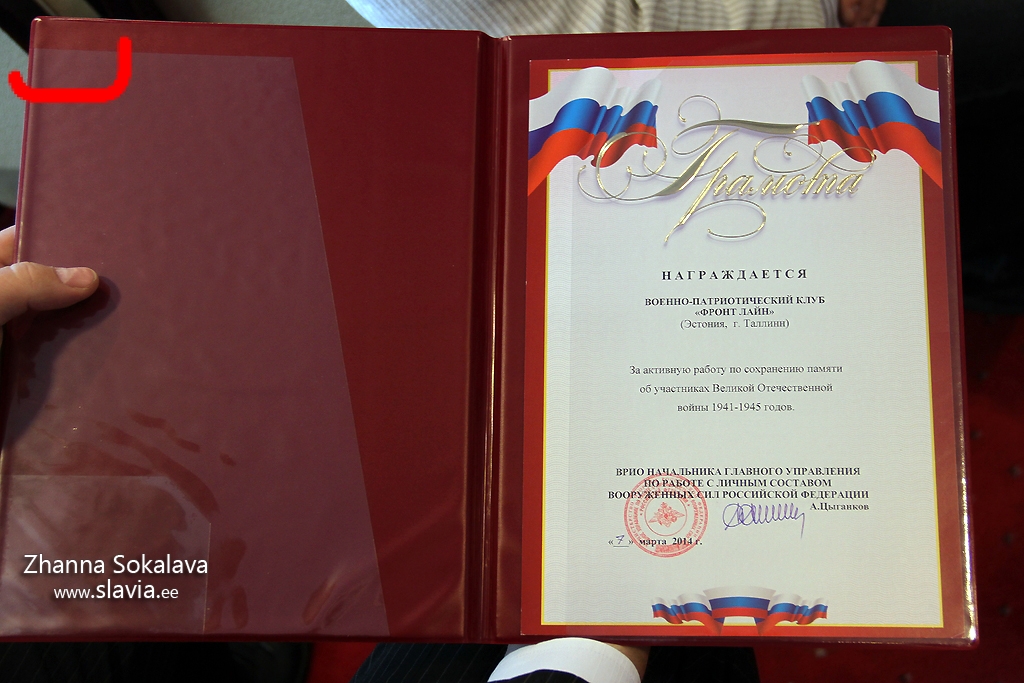 Грамота
НАГРАЖДАЕТСЯ
ВОЕННО-ПАТРИОТИЧЕСКИЙ КЛУБ
«ФРОНТ ЛАЙН»
(Эстония, г. Таллинн)
За активную работу по сохранению памяти
об участниках Великой Отечественной
войны 1941-1945 годов.
ВРИО НАЧАЛЬНИКА ГЛАВНОГО УПРАВЛЕНИЯ
ПО РАБОТЕ С ЛИЧНЫМ СОСТАВОМ
ВООРУЖЕННЫХ СИЛ РОССИЙСКОЙ ФЕДЕРАЦИИ
А.Цыганков
«7» марта 2014 г.
Zhanna Sokalava
www.slavia.ee